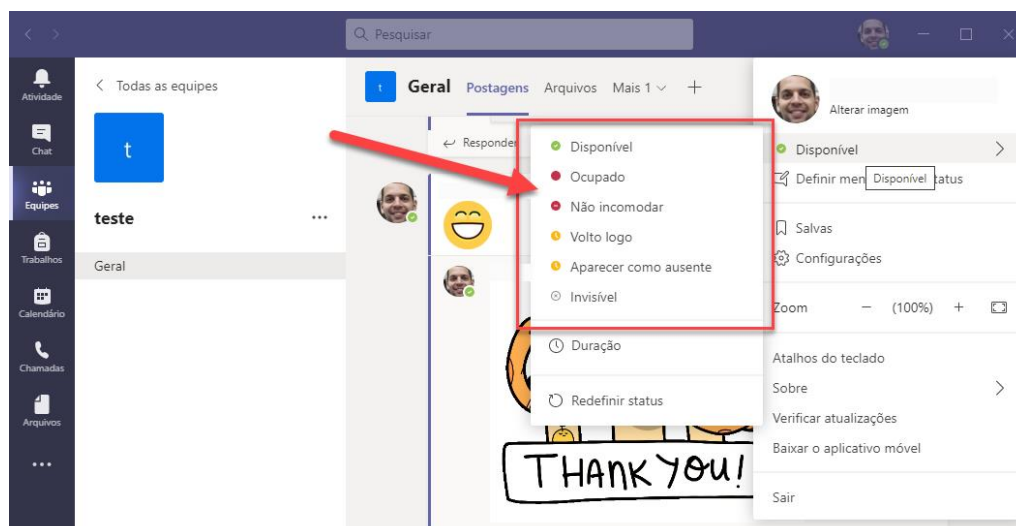 Pesquisar
Atividade
Chat
Equipes
Trabalhos
Calendário
Chamadas
Arquivos
Todas as equipes
t
teste
Geral
t
Geral Postagens Arquivos Mais 1
Responder
Disponível
Ocupado
Não incomodar
Volto logo
Aparecer como ausente
Invisível
Duração
Redefinir status
THANK YOU!
Alterar imagem
Disponível
Definir men
Disponível
tatus
Salvas
Configurações
Zoom – (100%) +
Atalhos do teclado
Sobre
Verificar atualizações
Baixar o aplicativo móvel
Sair